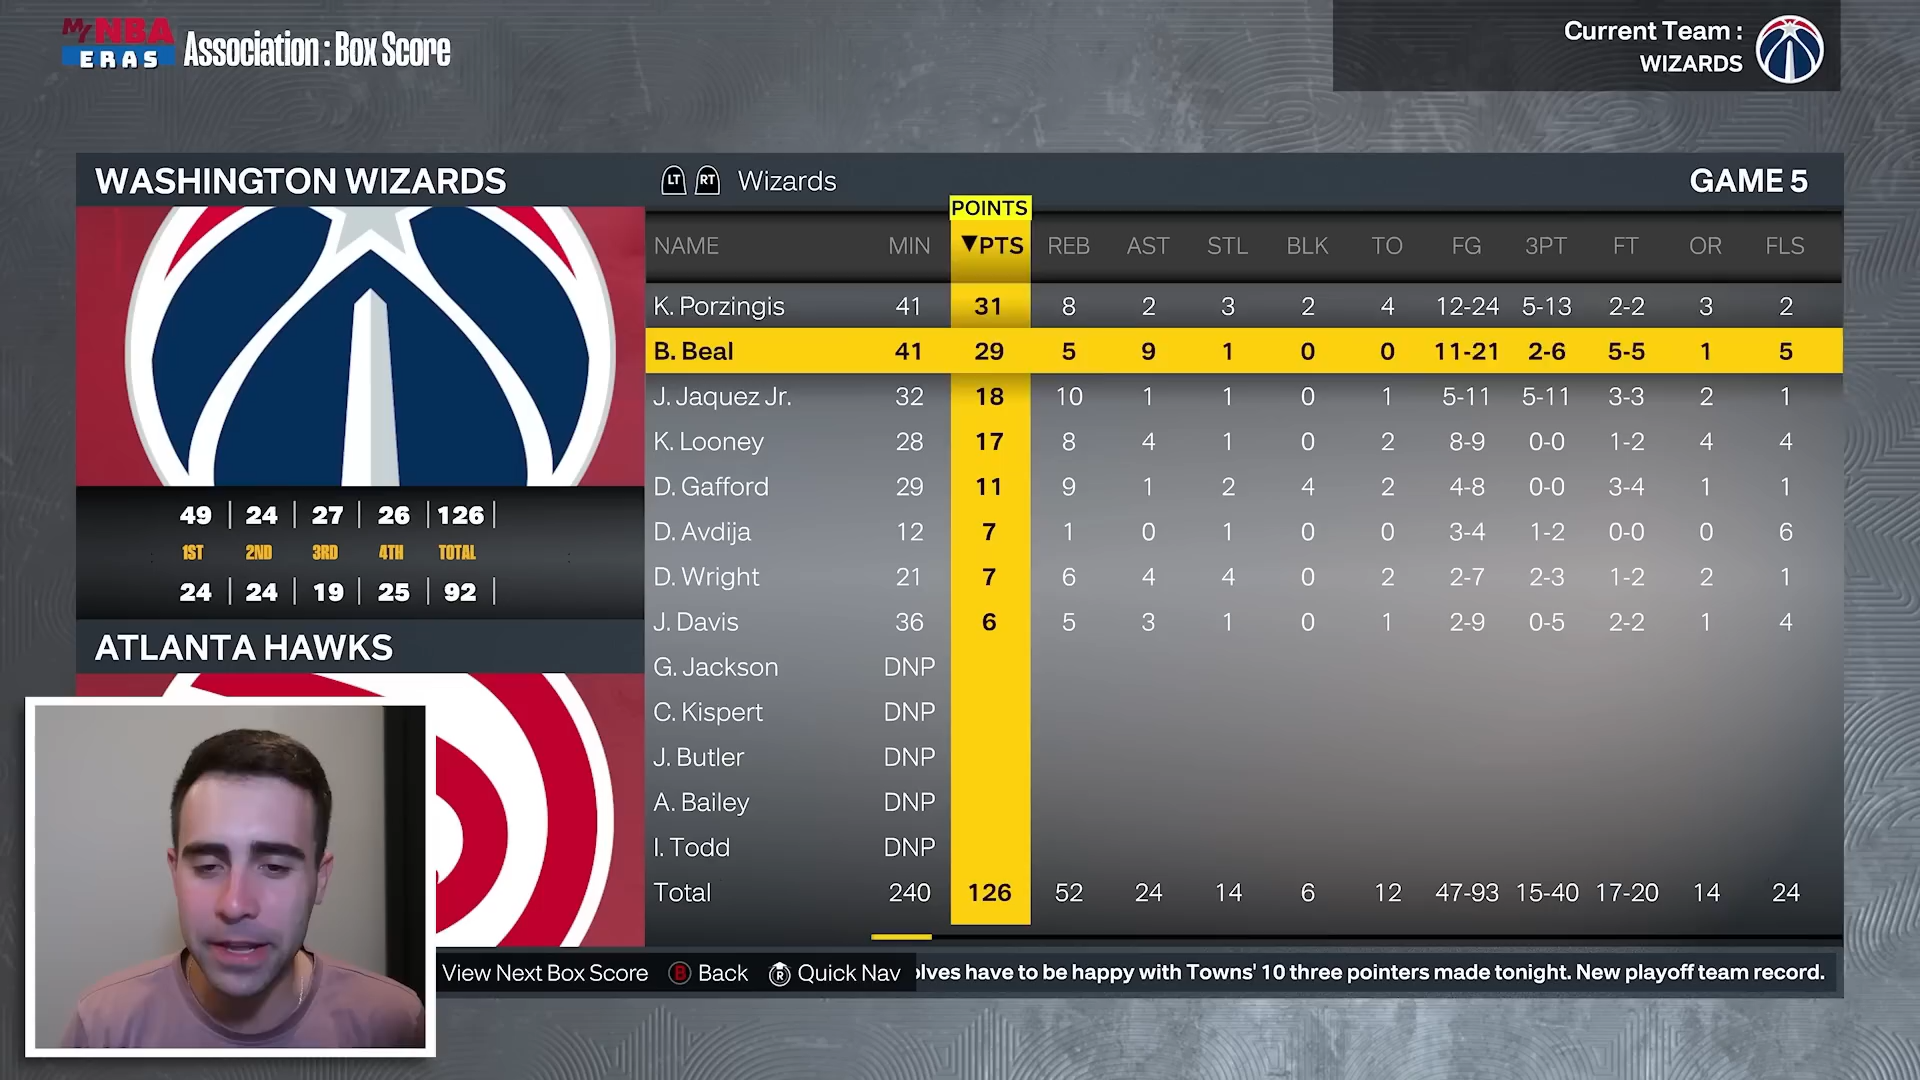 My NBA ERAS Association : Box Score
Current Team :
WIZARDS
WASHINGTON WIZARDS
49 24 27 26 126
1ST 2ND 3RD 4TH TOTAL
24 24 19 25 92
ATLANTA HAWKS
LT RT Wizards GAME 5
POINTS
NAME MIN ▼PTS REB AST STL BLK TO FG 3PT FT OR FLS
K. Porzingis 41 31 8 2 3 2 4 12-24 5-13 2-2 3 2
B. Beal 41 29 5 9 1 0 0 11-21 2-6 5-5 1 5
J. Jaquez Jr. 32 18 10 1 1 0 1 5-11 5-11 3-3 2 1
K. Looney 28 17 8 4 1 0 2 8-9 0-0 1-2 4 4
D. Gafford 29 11 9 1 2 4 2 4-8 0-0 3-4 1 1
D. Avdija 12 7 1 0 1 0 0 3-4 1-2 0-0 0 6
D. Wright 21 7 6 4 4 0 2 2-7 2-3 1-2 2 1
J. Davis 36 6 5 3 1 0 1 2-9 0-5 2-2 1 4
G. Jackson DNP
C. Kispert DNP
J. Butler DNP
A. Bailey DNP
I. Todd DNP
Total 240 126 52 24 14 6 12 47-93 15-40 17-20 14 24
View Next Box Score B Back R Quick Nav olves have to be happy with Towns' 10 three pointers made tonight. New playoff team record.